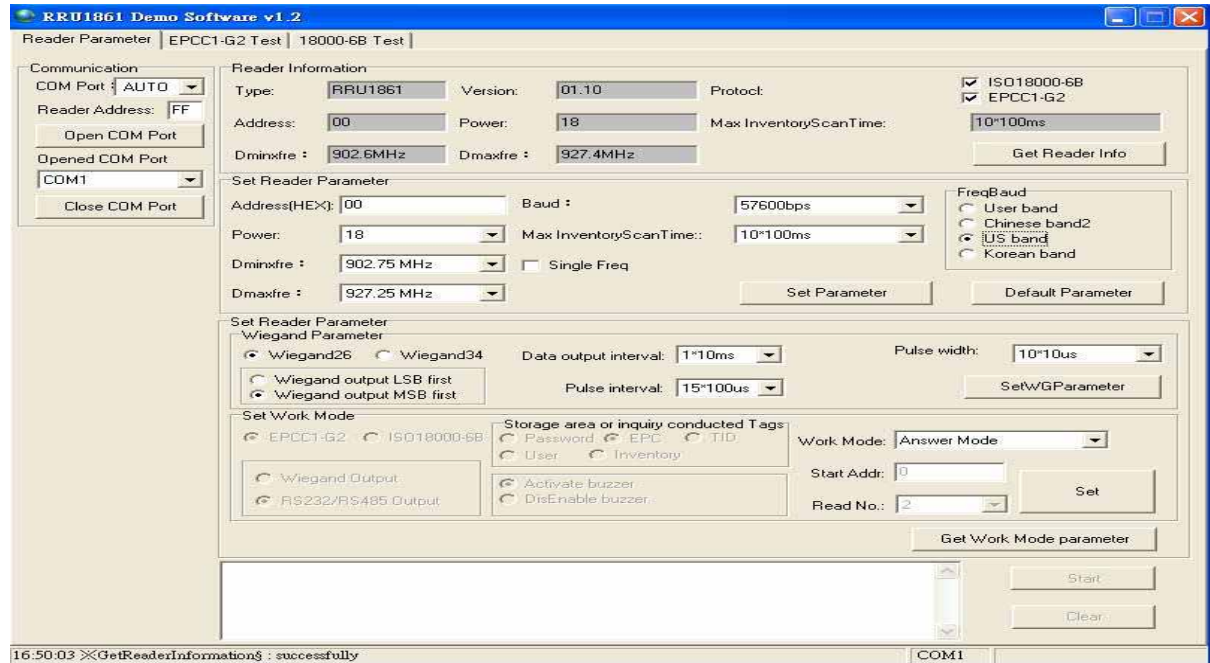 RRU1861 Demo Software v1.2
Reader Parameter EPCC1-G2 Test 18000-6B Test
Communication
COM Port : AUTO
Reader Address: FF
Open COM Port
Opened COM Port
COM1
Close COM Port
Reader Information
Type: RRU1861 Version: 01.10 Protocl: ISO18000-6B
EPCC1-G2
Address: 00 Power: 18 Max InventoryScanTime: 10*100ms
Dminxfre : 902.6MHz Dmaxfre : 927.4MHz Get Reader Info
Set Reader Parameter
Address(HEX): 00 Baud : 57600bps
Power: 18 Max InventoryScanTime:: 10*100ms
Dminxfre : 902.75 MHz Single Freq
Dmaxfre : 927.25 MHz Set Parameter Default Parameter
FreqBaud
User band
Chinese band2
US band
Korean band
Set Reader Parameter
Wiegand Parameter
Wiegand26 Wiegand34 Data output interval: 1*10ms Pulse width: 10*10us
Wiegand output LSB first
Wiegand output MSB first
Pulse interval: 15*100us SetWGParameter
Set Work Mode
EPCC1-G2 ISO18000-6B
Storage area or inquiry conducted Tags
Password EPC TID
User Inventory
Work Mode: Answer Mode
Wiegand Output
RS232/RS485 Output
Activate buzzer
DisEnable buzzer
Start Addr: 0
Read No.: 2
Set
Get Work Mode parameter
Start
Clear
16:50:03 ※GetReaderInformation§ : successfully COM1